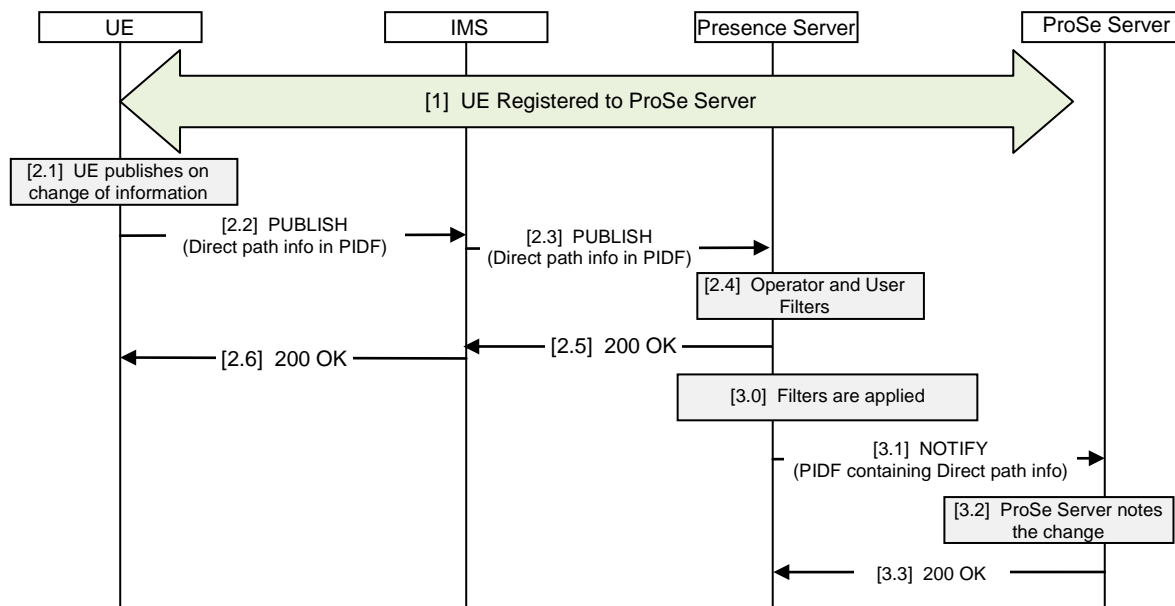 UE
IMS
Presence Server
ProSe Server
[1] UE Registered to ProSe Server
[2.1] UE publishes on
change of information
[2.2] PUBLISH
(Direct path info in PIDF)
[2.3] PUBLISH
(Direct path info in PIDF)
[2.4] Operator and User
Filters
[2.5] 200 OK
[2.6] 200 OK
[3.0] Filters are applied
[3.1] NOTIFY
(PIDF containing Direct path info)
[3.2] ProSe Server notes
the change
[3.3] 200 OK